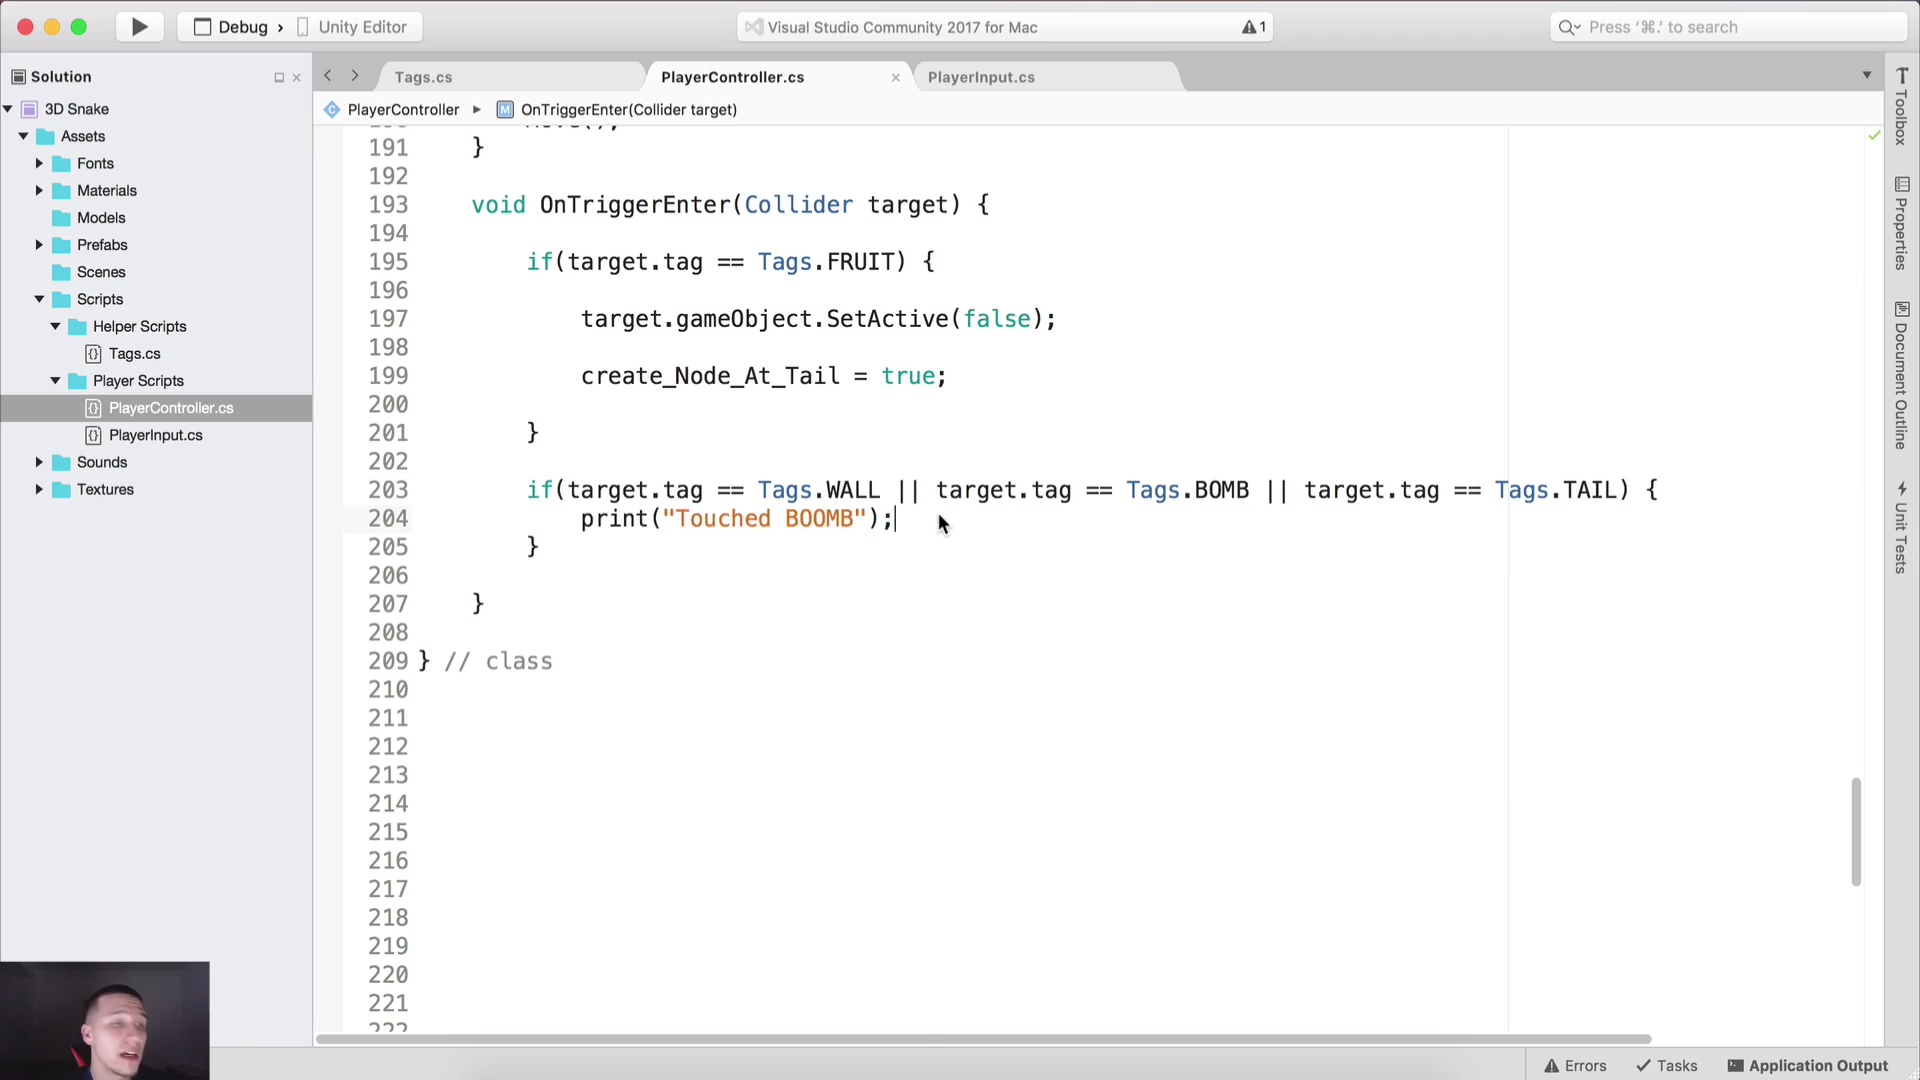 Debug › Unity Editor
Visual Studio Community 2017 for Mac
1
Press ‘⌘.’ to search
Solution
Tags.cs
PlayerController.cs
PlayerInput.cs
PlayerController
OnTriggerEnter(Collider target)
3D Snake
Assets
Fonts
Materials
Models
Prefabs
Scenes
Scripts
Helper Scripts
Tags.cs
Player Scripts
PlayerController.cs
PlayerInput.cs
Sounds
Textures
191 }
192
193 void OnTriggerEnter(Collider target) {
194
195 if(target.tag == Tags.FRUIT) {
196
197 target.gameObject.SetActive(false);
198
199 create_Node_At_Tail = true;
200
201 }
202
203 if(target.tag == Tags.WALL || target.tag == Tags.BOMB || target.tag == Tags.TAIL) {
204 print("Touched BOOMB");
205 }
206
207 }
208
209 } // class
210
211
212
213
214
215
216
217
218
219
220
221
222
Toolbox
Properties
Document Outline
Unit Tests
Errors
Tasks
Application Output